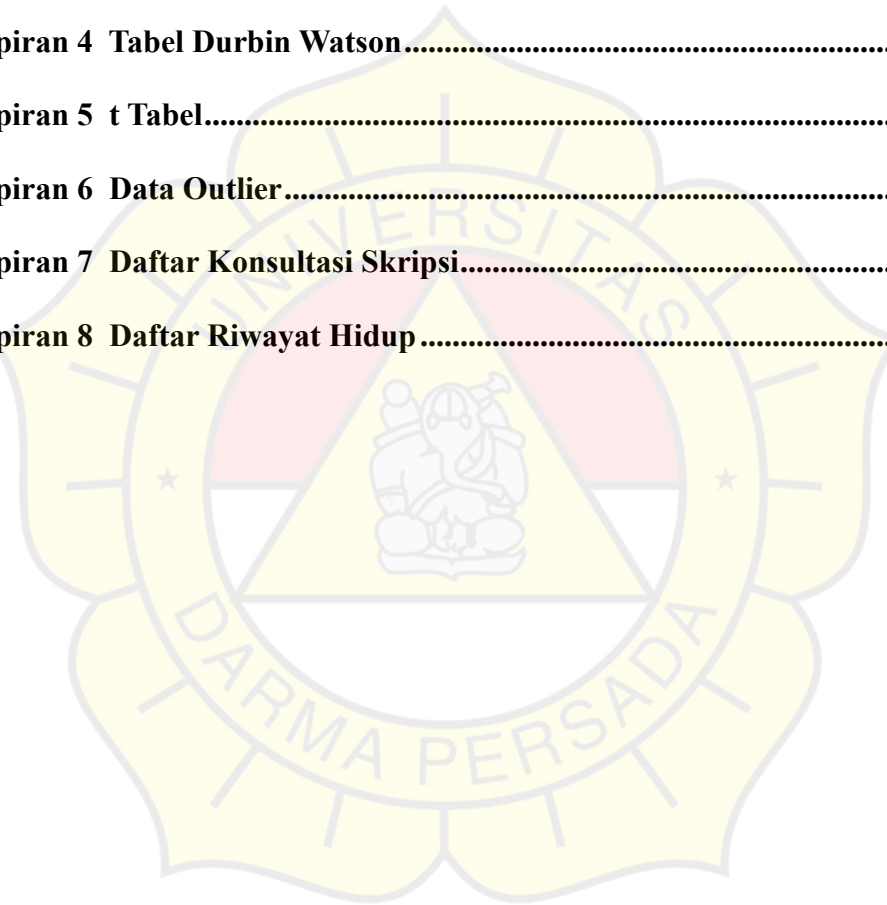 piran 4 Tabel Durbin Watson........................................................................
piran 5 t Tabel..................................................................................................
piran 6 Data Outlier........................................................................................
piran 7 Daftar Konsultasi Skripsi..................................................................
piran 8 Daftar Riwayat Hidup.......................................................................
UNIVERSITAS
DARMA PERSADA